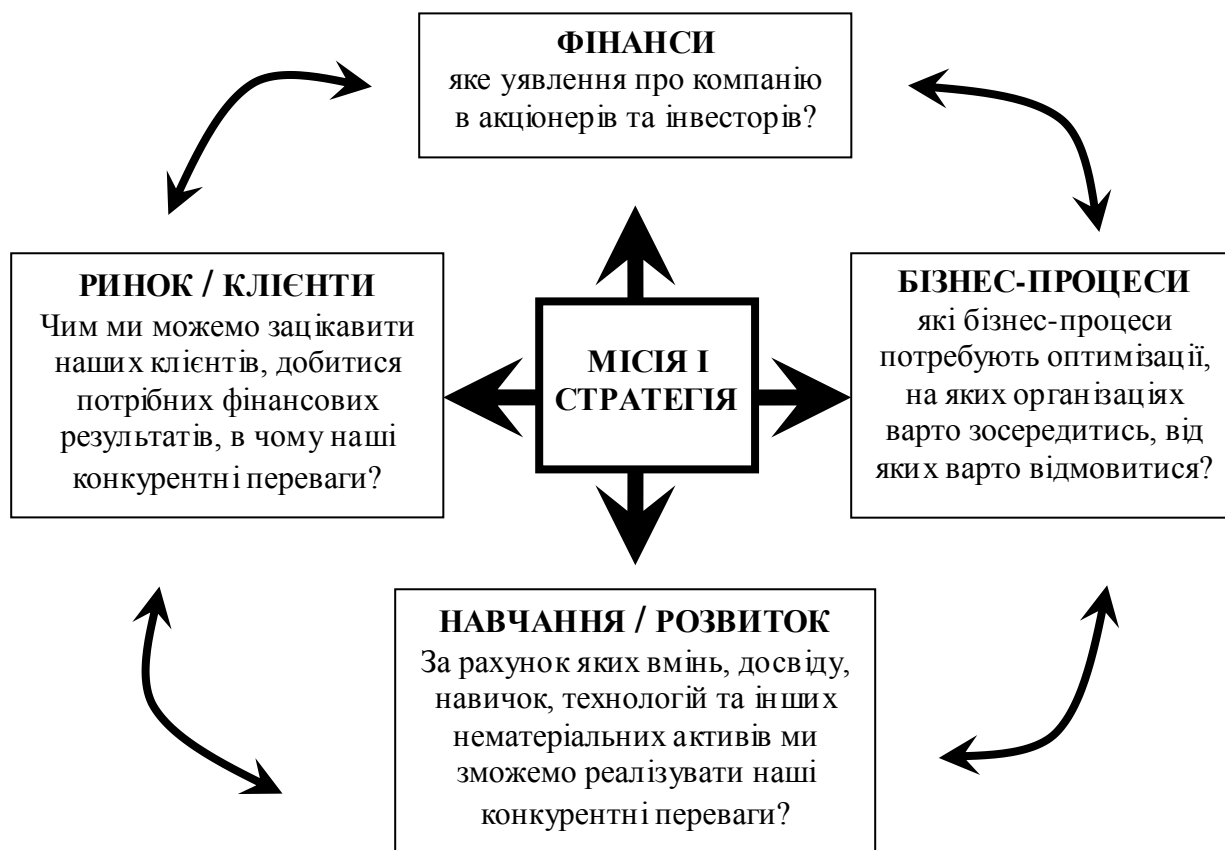 ФІНАНСИ
яке уявлення про компанію
в акціонерів та інвесторів?
РИНОК / КЛІЄНТИ
Чим ми можемо зацікавити
наших клієнтів, добитися
потрібних фінансових
результатів, в чому наші
конкурентні переваги?
МІСІЯ І
СТРАТЕГІЯ
БІЗНЕС-ПРОЦЕСИ
які бізнес-процеси
потребують оптимізації,
на яких організаціях
варто зосередитись, від
яких варто відмовитися?
НАВЧАННЯ / РОЗВИТОК
За рахунок яких вмінь, досвіду,
навичок, технологій та інших
нематеріальних активів ми
зможемо реалізувати наші
конкурентні переваги?